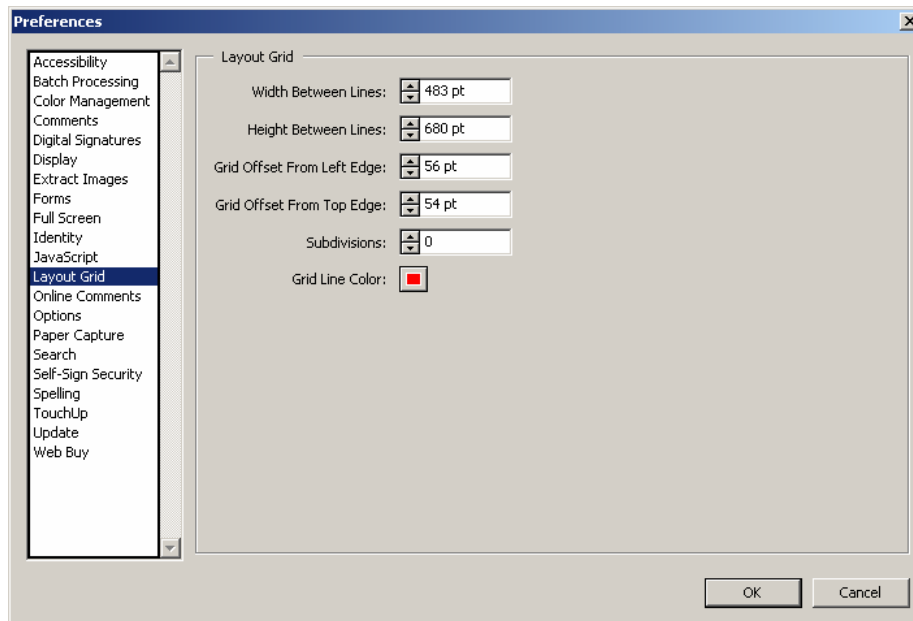 Preferences
Accessibility
Batch Processing
Color Management
Comments
Digital Signatures
Display
Extract Images
Forms
Full Screen
Identity
JavaScript
Layout Grid
Online Comments
Options
Paper Capture
Search
Self-Sign Security
Spelling
TouchUp
Update
Web Buy
Layout Grid
Width Between Lines: 483 pt
Height Between Lines: 680 pt
Grid Offset From Left Edge: 56 pt
Grid Offset From Top Edge: 54 pt
Subdivisions: 0
Grid Line Color:
OK Cancel